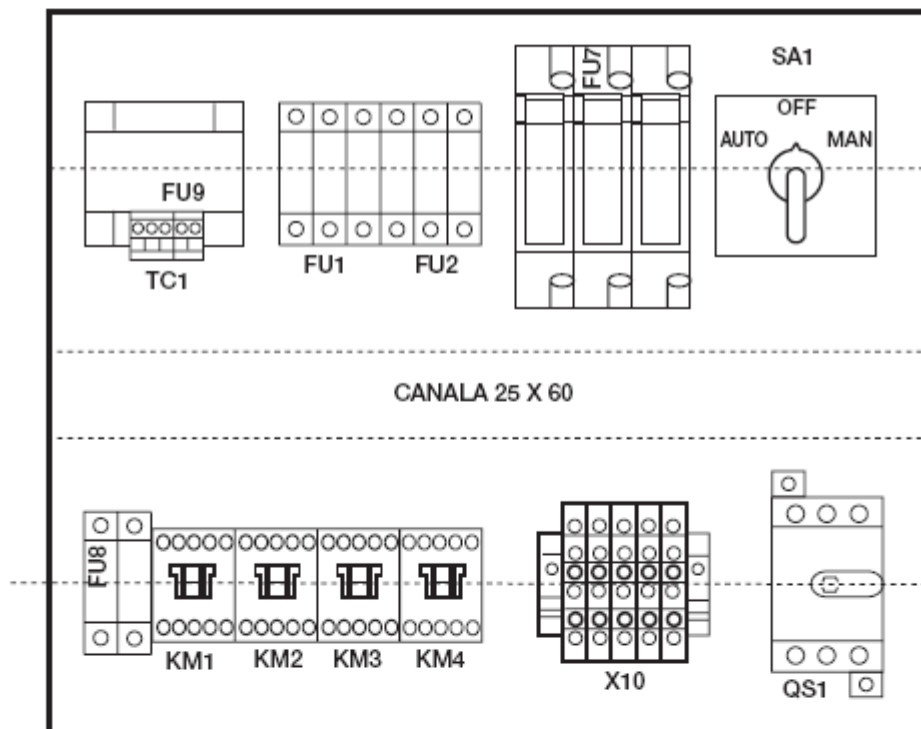 SA1
FU7
OFF
AUTO
MAN
FU9
FU1
FU2
TC1
CANALA 25 X 60
FU8
KM1
KM2
KM3
KM4
X10
QS1